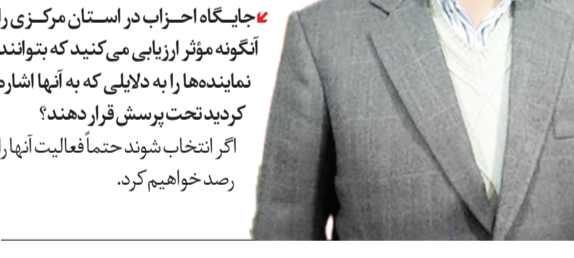 جایگاه احزاب در استان مرکزی را
آنگونه مؤثر ارزیابی می‌کنید که بتوانند
نماینده‌ها را به دلایلی که به آنها اشاره
کردید تحت پرسش قرار دهند؟
اگر انتخاب شوند حتماً فعالیت آنها را
رصد خواهیم کرد.